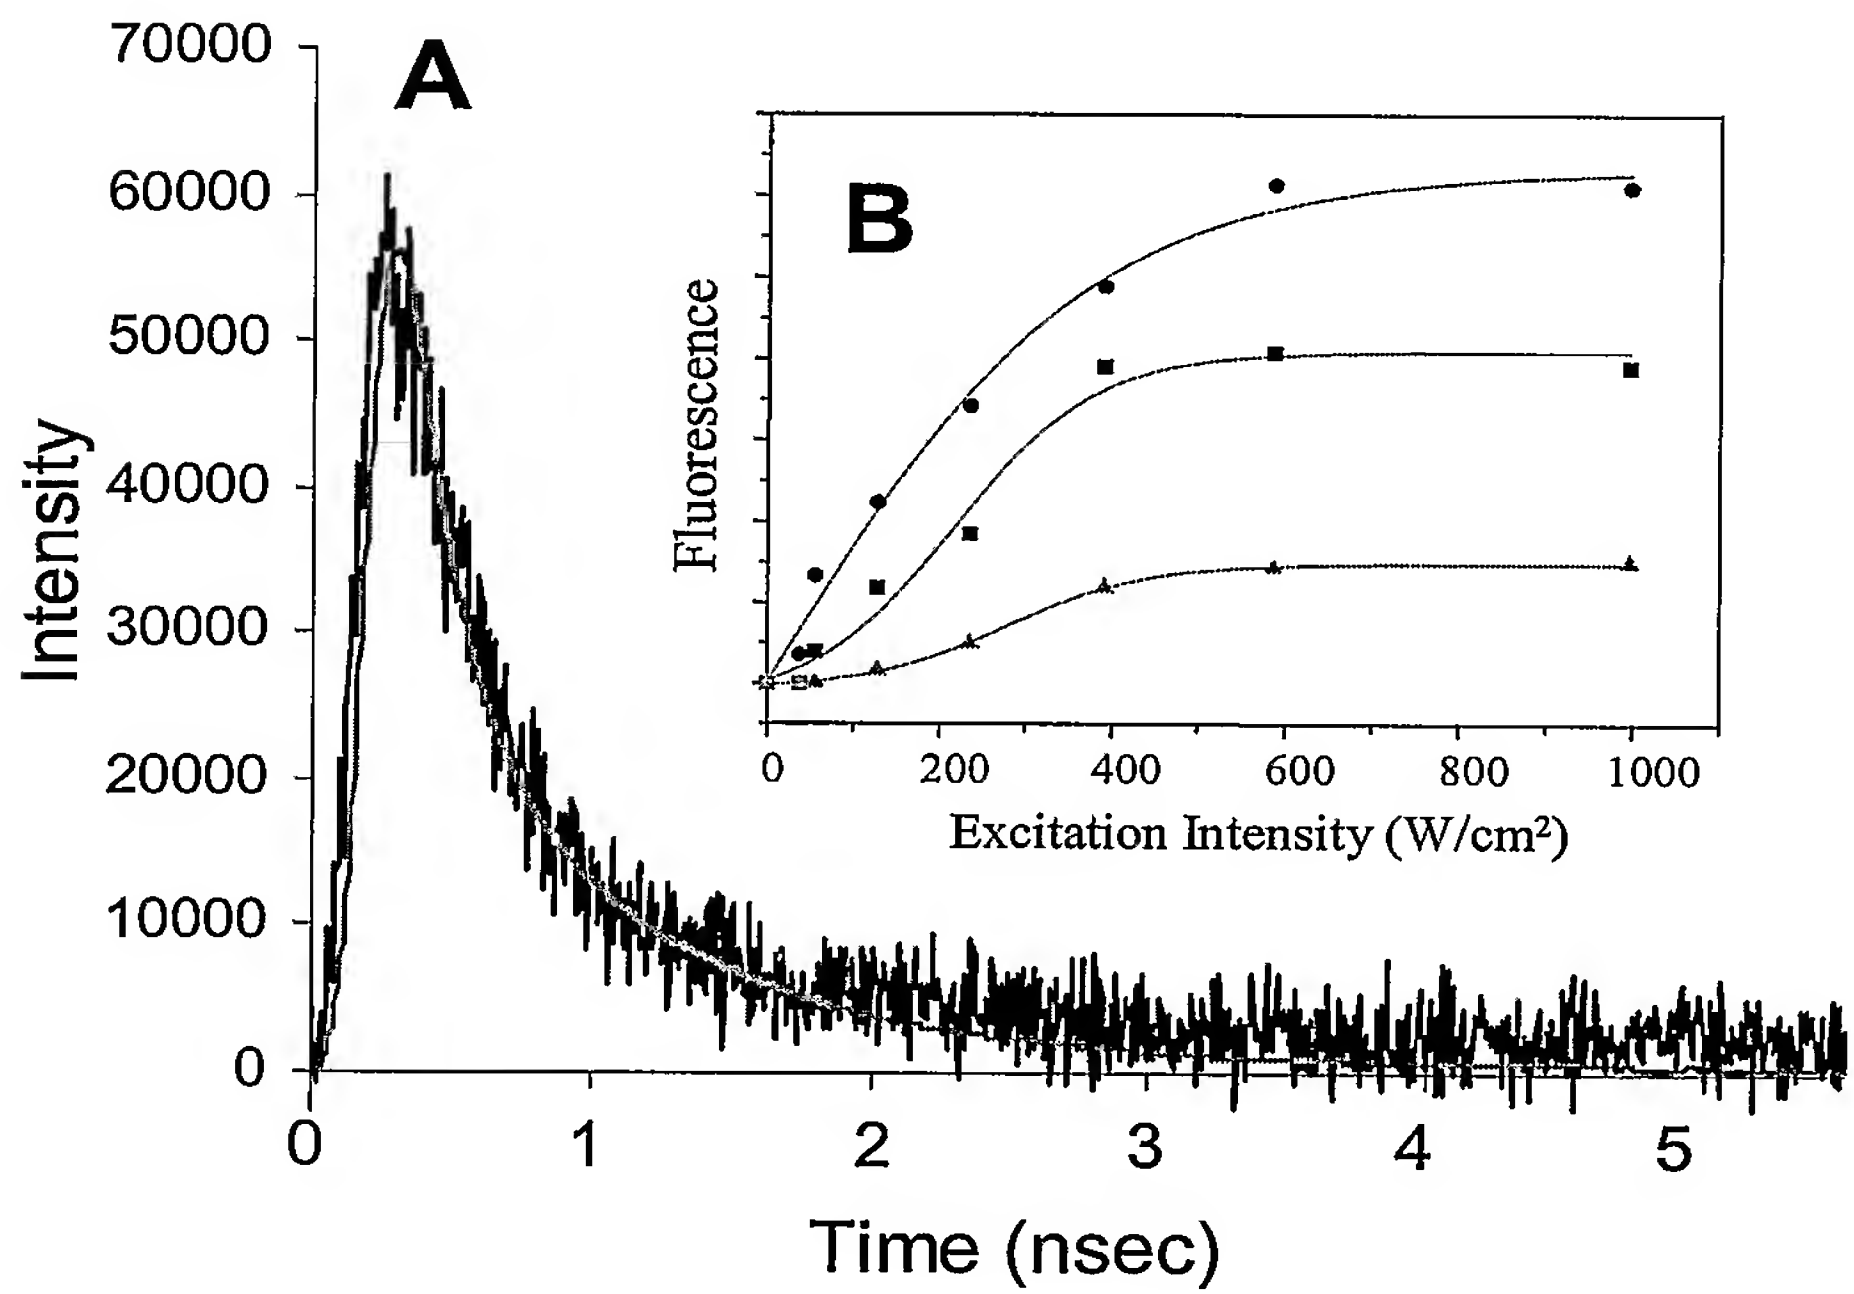 A
70000
60000
50000
40000
30000
20000
10000
0
Intensity
0 1 2 3 4 5
Time (nsec)
B
Fluorescence
0 200 400 600 800 1000
Excitation Intensity (W/cm²)